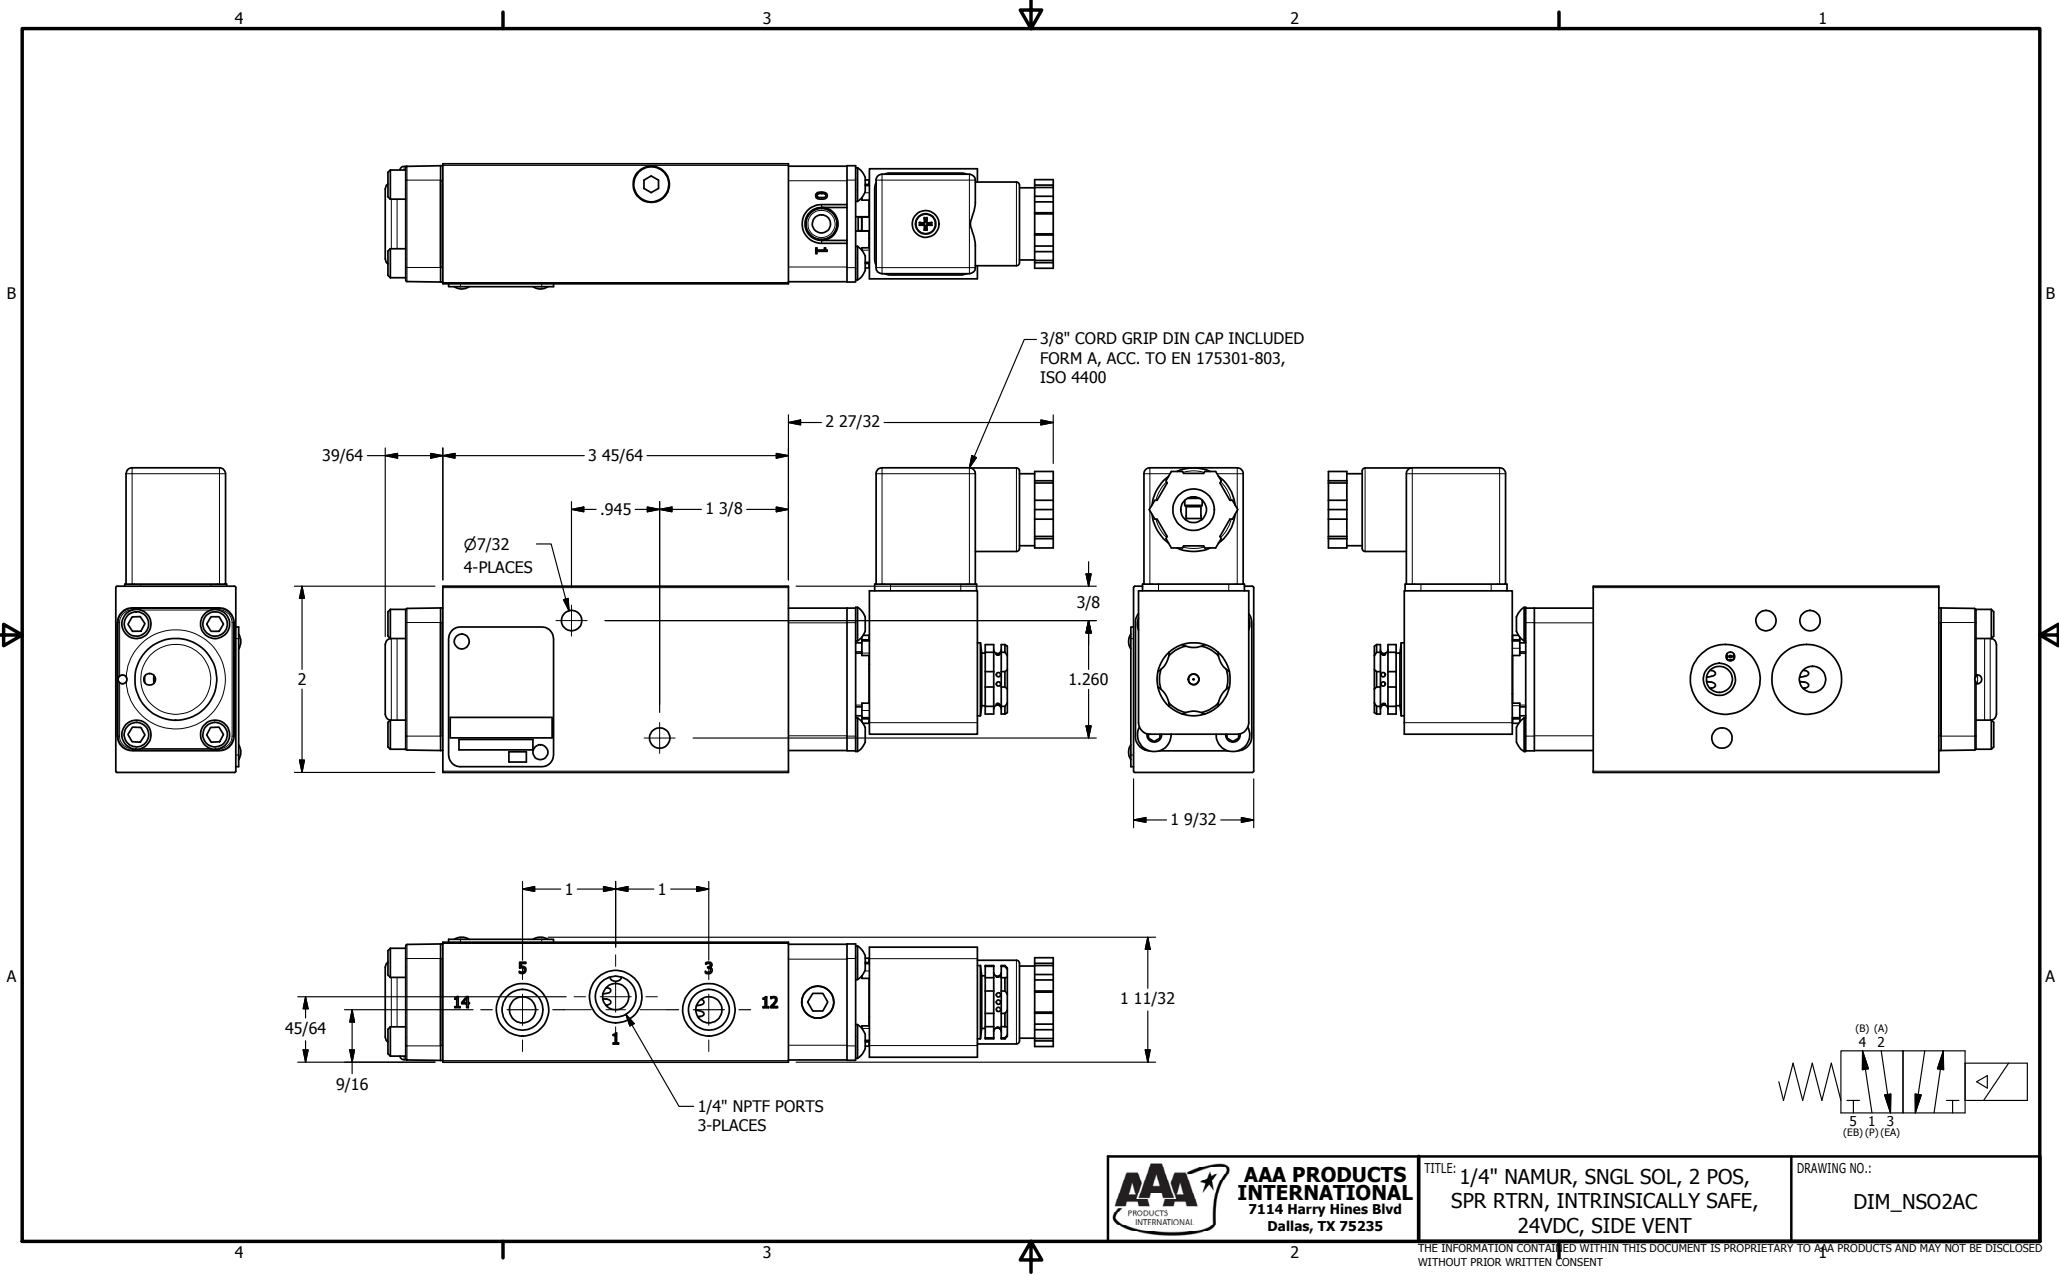 4 3 2 1
B B
0
1
3/8" CORD GRIP DIN CAP INCLUDED
FORM A, ACC. TO EN 175301-803,
ISO 4400
2 27/32
39/64
3 45/64
.945
1 3/8
Ø7/32
4-PLACES
3/8
2
1.260
1 9/32
1 1
A A
5 3
14 12
1
1 11/32
45/64
9/16
1/4" NPTF PORTS
3-PLACES
(B) (A)
4 2
5 1 3
(EB) (P) (EA)
AAA
PRODUCTS
INTERNATIONAL
AAA PRODUCTS
INTERNATIONAL
7114 Harry Hines Blvd
Dallas, TX 75235
TITLE: 1/4" NAMUR, SNGL SOL, 2 POS,
SPR RTRN, INTRINSICALLY SAFE,
24VDC, SIDE VENT
DRAWING NO.:
DIM_NSO2AC
4 3 2 1
THE INFORMATION CONTAINED WITHIN THIS DOCUMENT IS PROPRIETARY TO AAA PRODUCTS AND MAY NOT BE DISCLOSED
WITHOUT PRIOR WRITTEN CONSENT